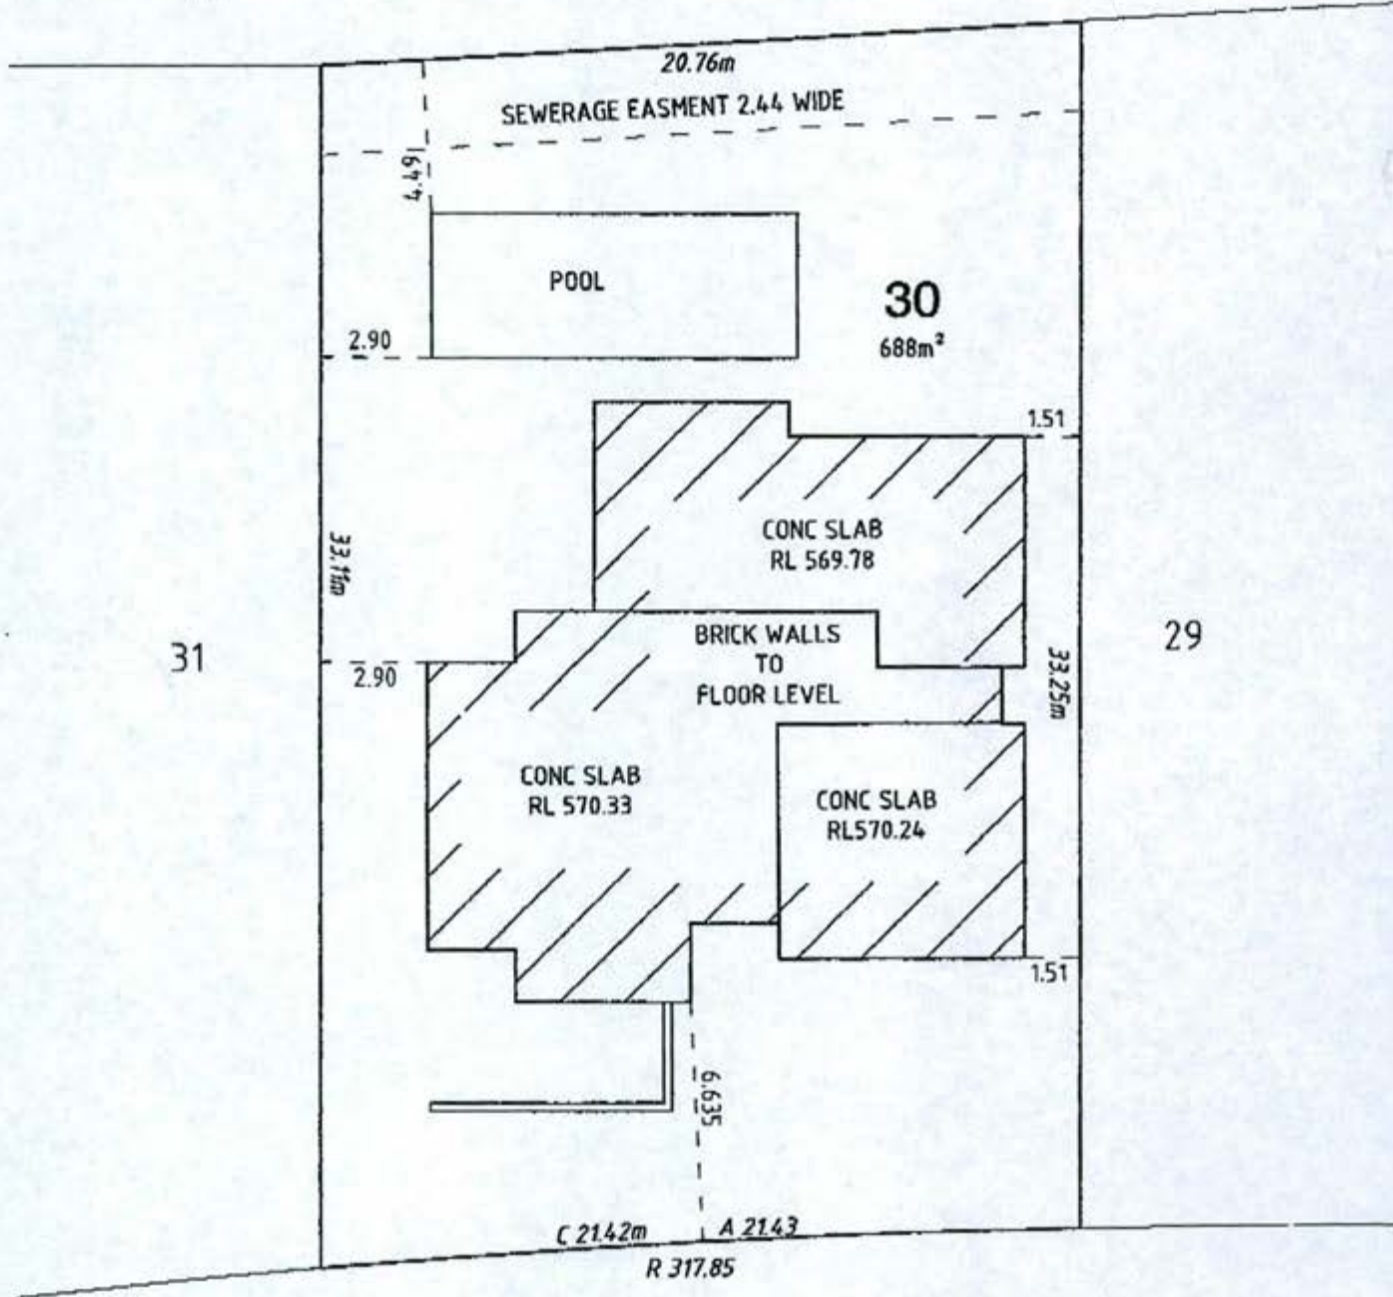 20.76m
SEWERAGE EASMENT 2.44 WIDE
4.49
POOL
30
688m²
2.90
1.51
CONC SLAB
RL 569.78
33.11m
31
2.90
BRICK WALLS
TO
FLOOR LEVEL
29
33.25m
CONC SLAB
RL 570.33
CONC SLAB
RL570.24
1.51
6.635
C 21.42m
A 21.43
R 317.85